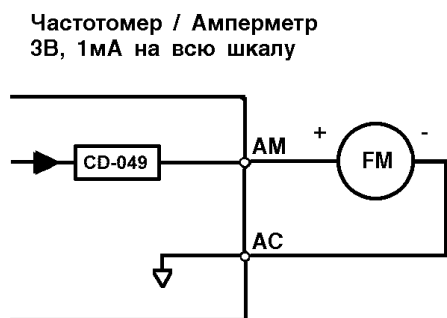 Частотомер / Амперметр
3В, 1мА на всю шкалу
CD-049
AM
+
-
FM
AC